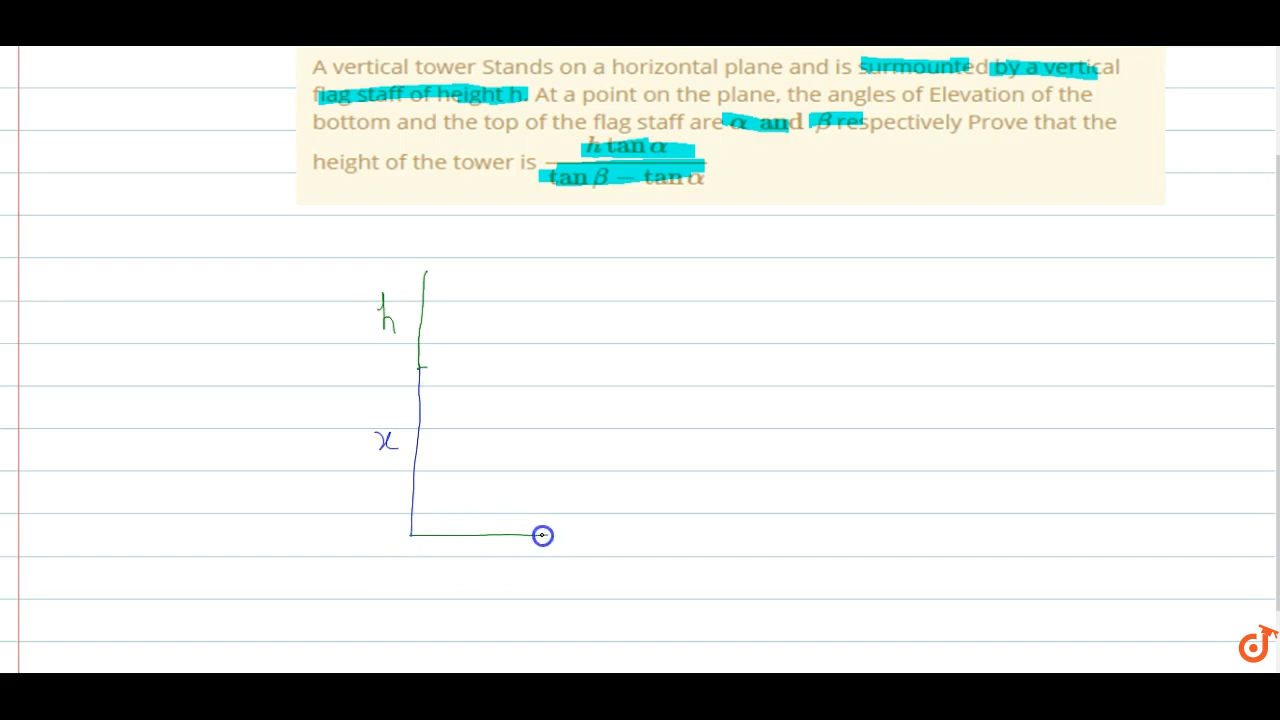 A vertical tower Stands on a horizontal plane and is surmounted by a vertical
flag staff of height h. At a point on the plane, the angles of Elevation of the
bottom and the top of the flag staff are α and β respectively Prove that the
height of the tower is h tan α / tan β − tan α
h
x